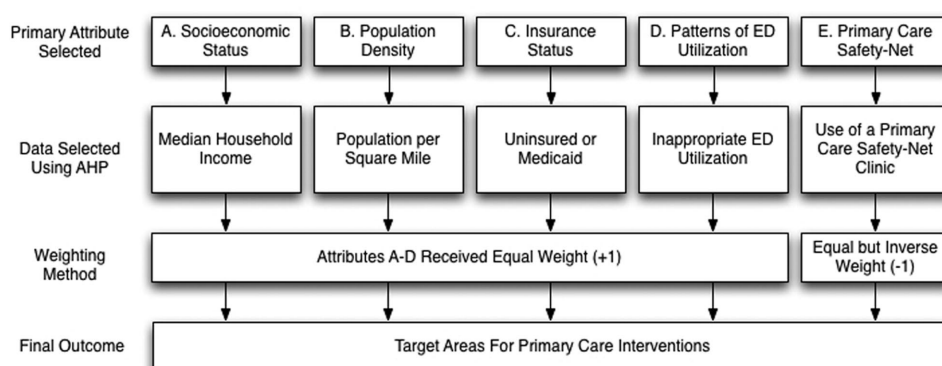 Primary Attribute
Selected
A. Socioeconomic
Status
B. Population
Density
C. Insurance
Status
D. Patterns of ED
Utilization
E. Primary Care
Safety-Net
Data Selected
Using AHP
Median Household
Income
Population per
Square Mile
Uninsured or
Medicaid
Inappropriate ED
Utilization
Use of a Primary
Care Safety-Net
Clinic
Weighting
Method
Attributes A-D Received Equal Weight (+1)
Equal but Inverse
Weight (-1)
Final Outcome
Target Areas For Primary Care Interventions